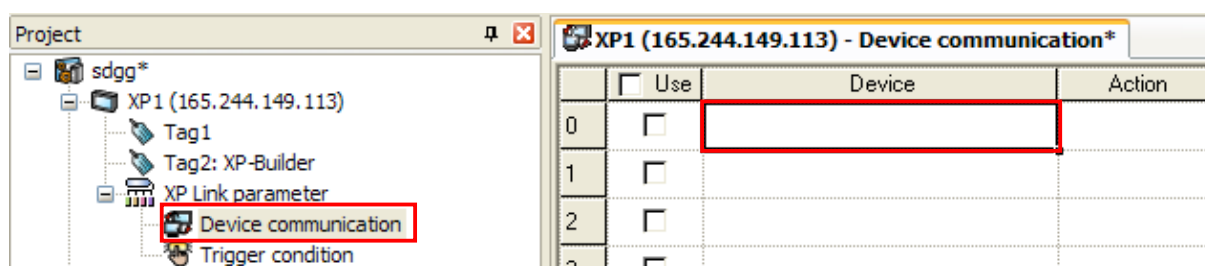 Project
sdgg*
XP1 (165.244.149.113)
Tag1
Tag2: XP-Builder
XP Link parameter
Device communication
Trigger condition
XP1 (165.244.149.113) - Device communication*
Use Device Action
0
1
2